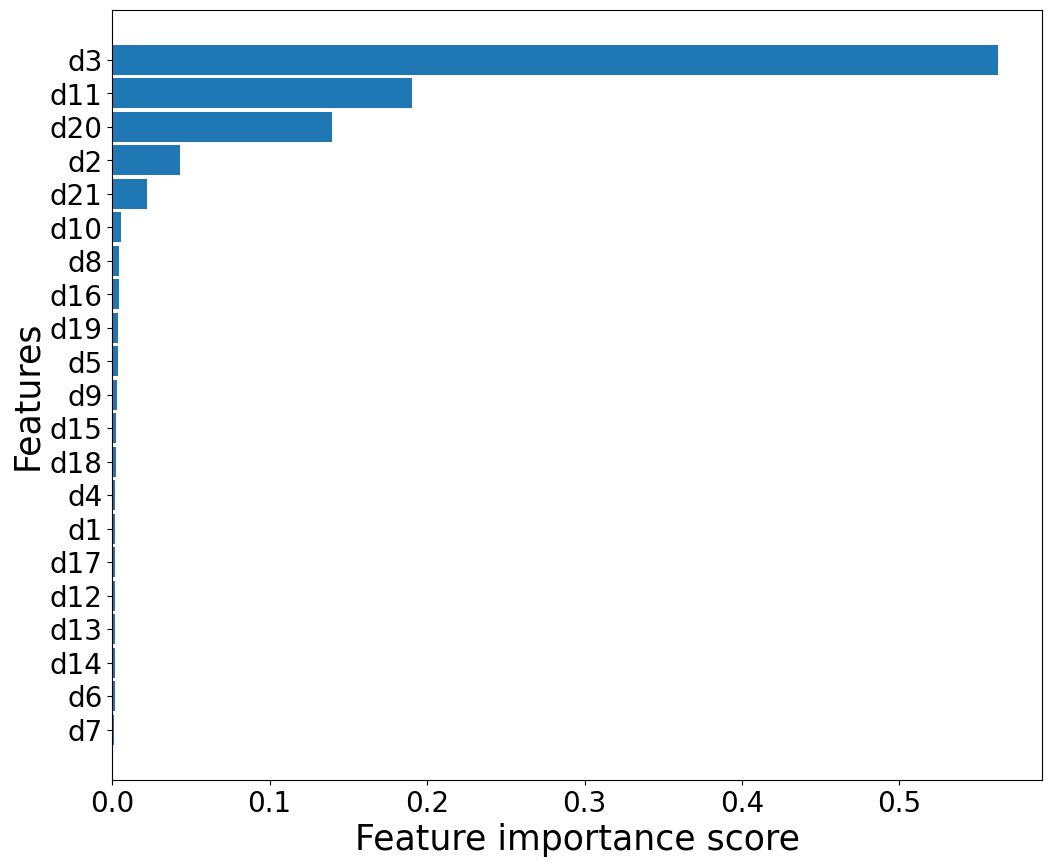 d3
d11
d20
d2
d21
d10
d8
d16
d19
d5
d9
d15
d18
d4
d1
d17
d12
d13
d14
d6
d7
Features
0.0 0.1 0.2 0.3 0.4 0.5
Feature importance score